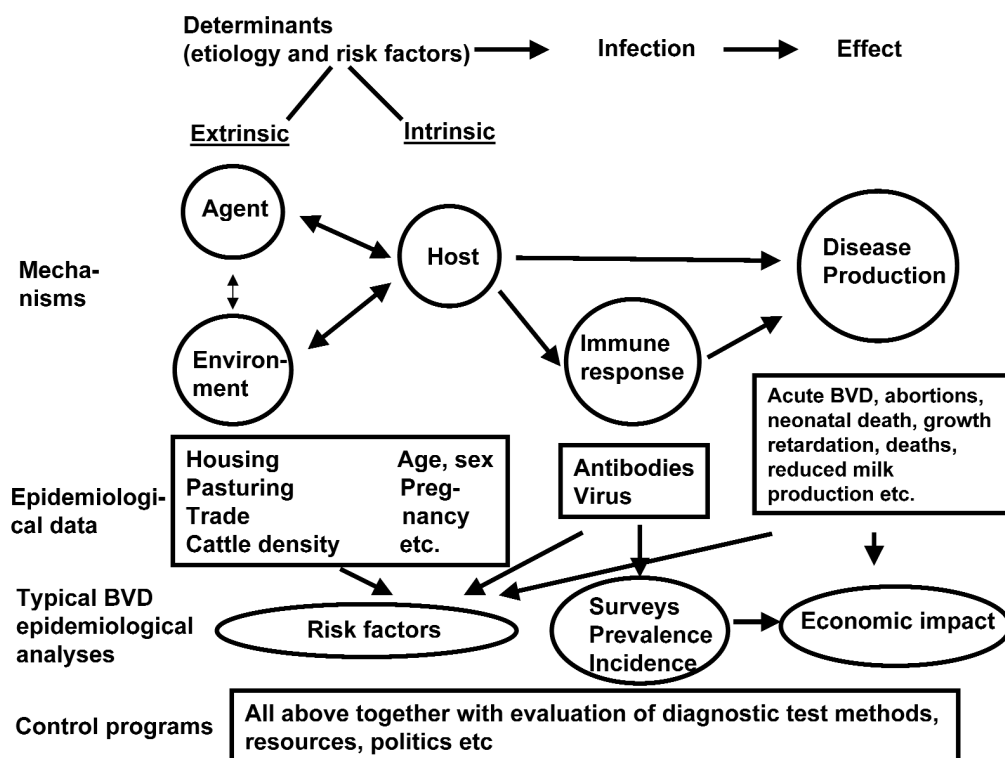 Determinants
(etiology and risk factors)
Infection
Effect
Extrinsic
Intrinsic
Mecha-
nisms
Agent
Host
Disease
Production
Environ-
ment
Immune
response
Epidemiologi-
cal data
Housing
Pasturing
Trade
Cattle density
Age, sex
Preg-
nancy
etc.
Antibodies
Virus
Acute BVD, abortions,
neonatal death, growth
retardation, deaths,
reduced milk
production etc.
Typical BVD
epidemiological
analyses
Risk factors
Surveys
Prevalence
Incidence
Economic impact
Control programs
All above together with evaluation of diagnostic test methods,
resources, politics etc